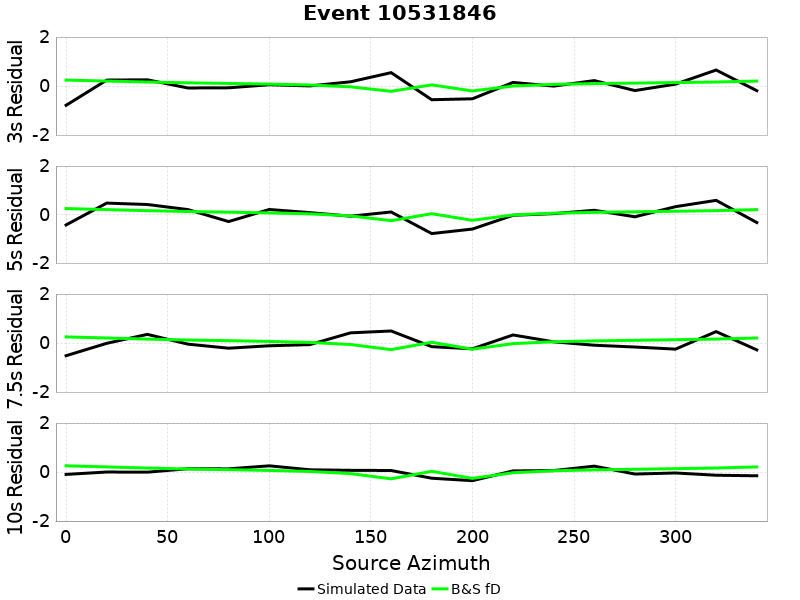 Event 10531846
3s Residual
2
0
-2
5s Residual
2
0
-2
7.5s Residual
2
0
-2
10s Residual
2
0
-2
0 50 100 150 200 250 300
Source Azimuth
Simulated Data B&S fD